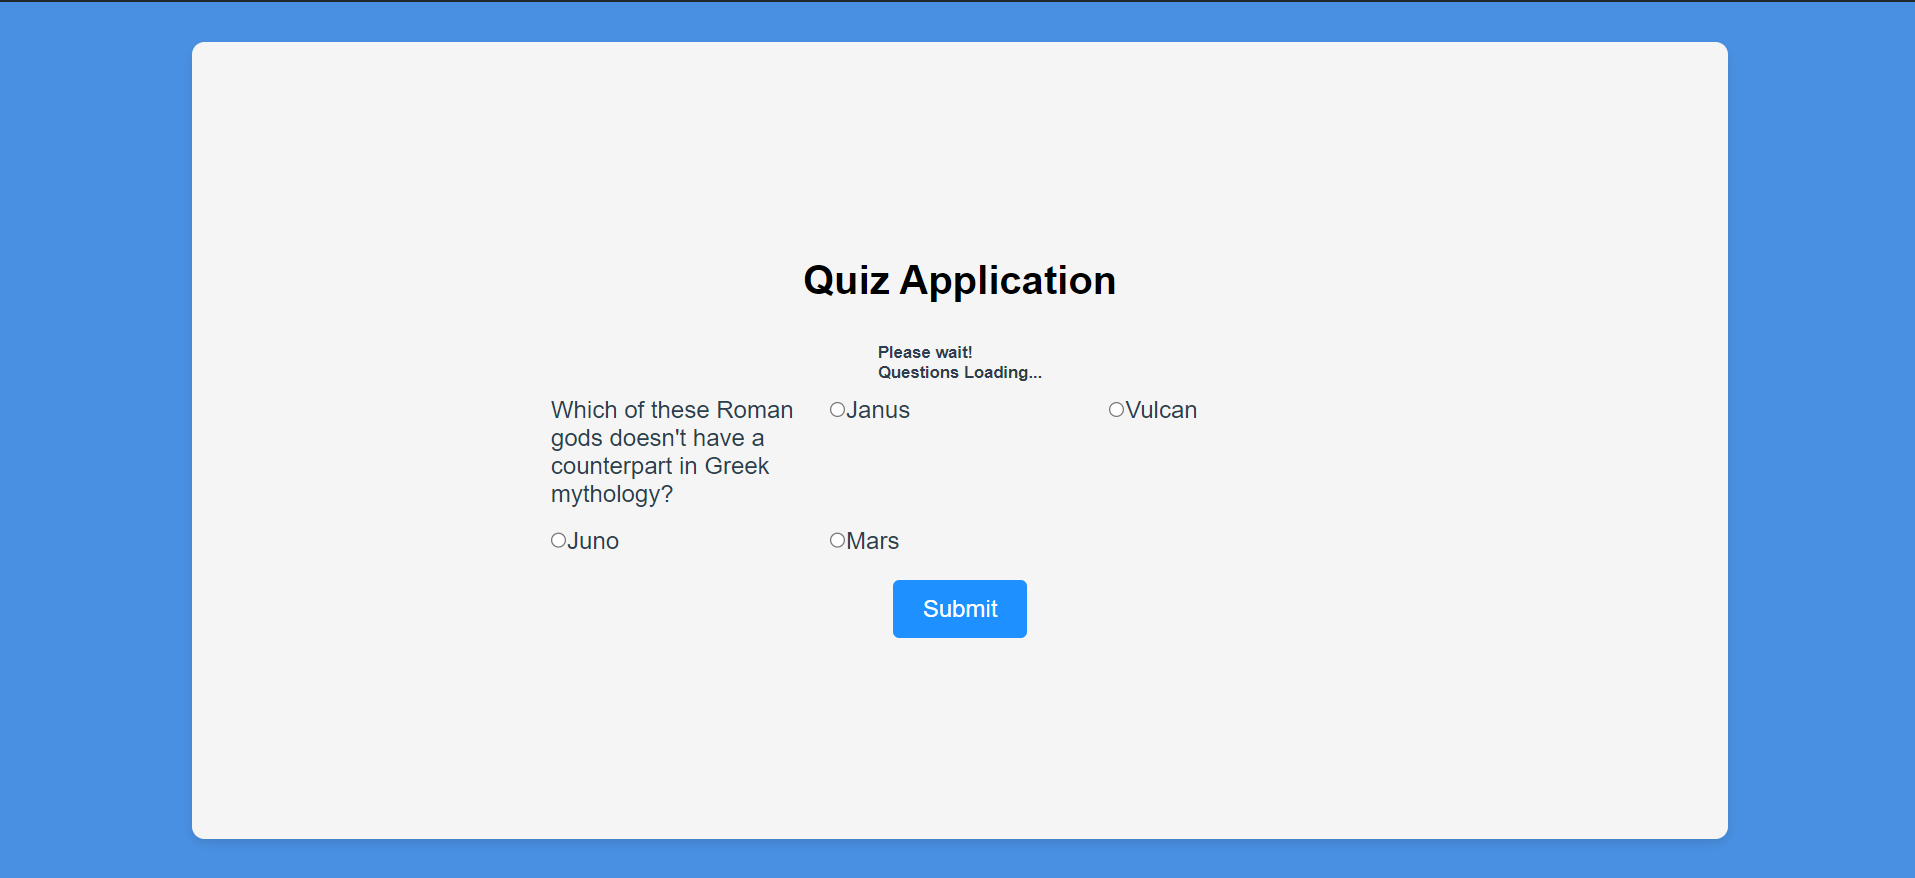 Quiz Application
Please wait!
Questions Loading...
Which of these Roman
gods doesn't have a
counterpart in Greek
mythology?
Janus
Vulcan
Juno
Mars
Submit